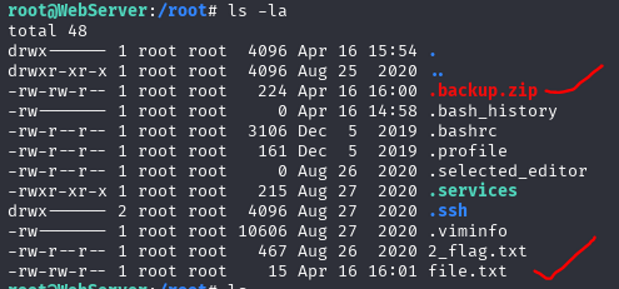 root@WebServer:/root# ls -la
total 48
drwx------ 1 root root 4096 Apr 16 15:54 .
drwxr-xr-x 1 root root 4096 Aug 25 2020 ..
-rw-rw-r-- 1 root root 224 Apr 16 16:00 .backup.zip
-rw------- 1 root root 0 Apr 16 14:58 .bash_history
-rw-r--r-- 1 root root 3106 Dec 5 2019 .bashrc
-rw-r--r-- 1 root root 161 Dec 5 2019 .profile
-rw-r--r-- 1 root root 0 Aug 26 2020 .selected_editor
-rwxr-xr-x 1 root root 215 Aug 27 2020 .services
drwx------ 2 root root 4096 Aug 27 2020 .ssh
-rw------- 1 root root 10606 Aug 27 2020 .viminfo
-rw-r--r-- 1 root root 467 Aug 26 2020 2_flag.txt
-rw-rw-r-- 1 root root 15 Apr 16 16:01 file.txt